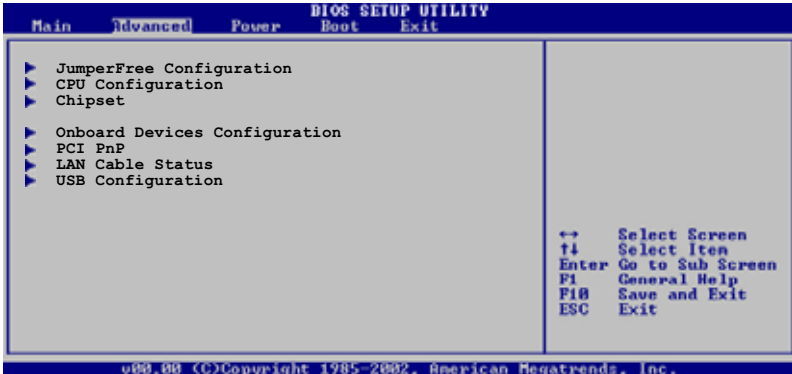 BIOS SETUP UTILITY
Main Advanced Power Boot Exit
JumperFree Configuration
CPU Configuration
Chipset
Onboard Devices Configuration
PCI PnP
LAN Cable Status
USB Configuration
↔ Select Screen
↑↓ Select Item
Enter Go to Sub Screen
F1 General Help
F10 Save and Exit
ESC Exit
v00.00 (C)Copyright 1985-2002, American Megatrends, Inc.